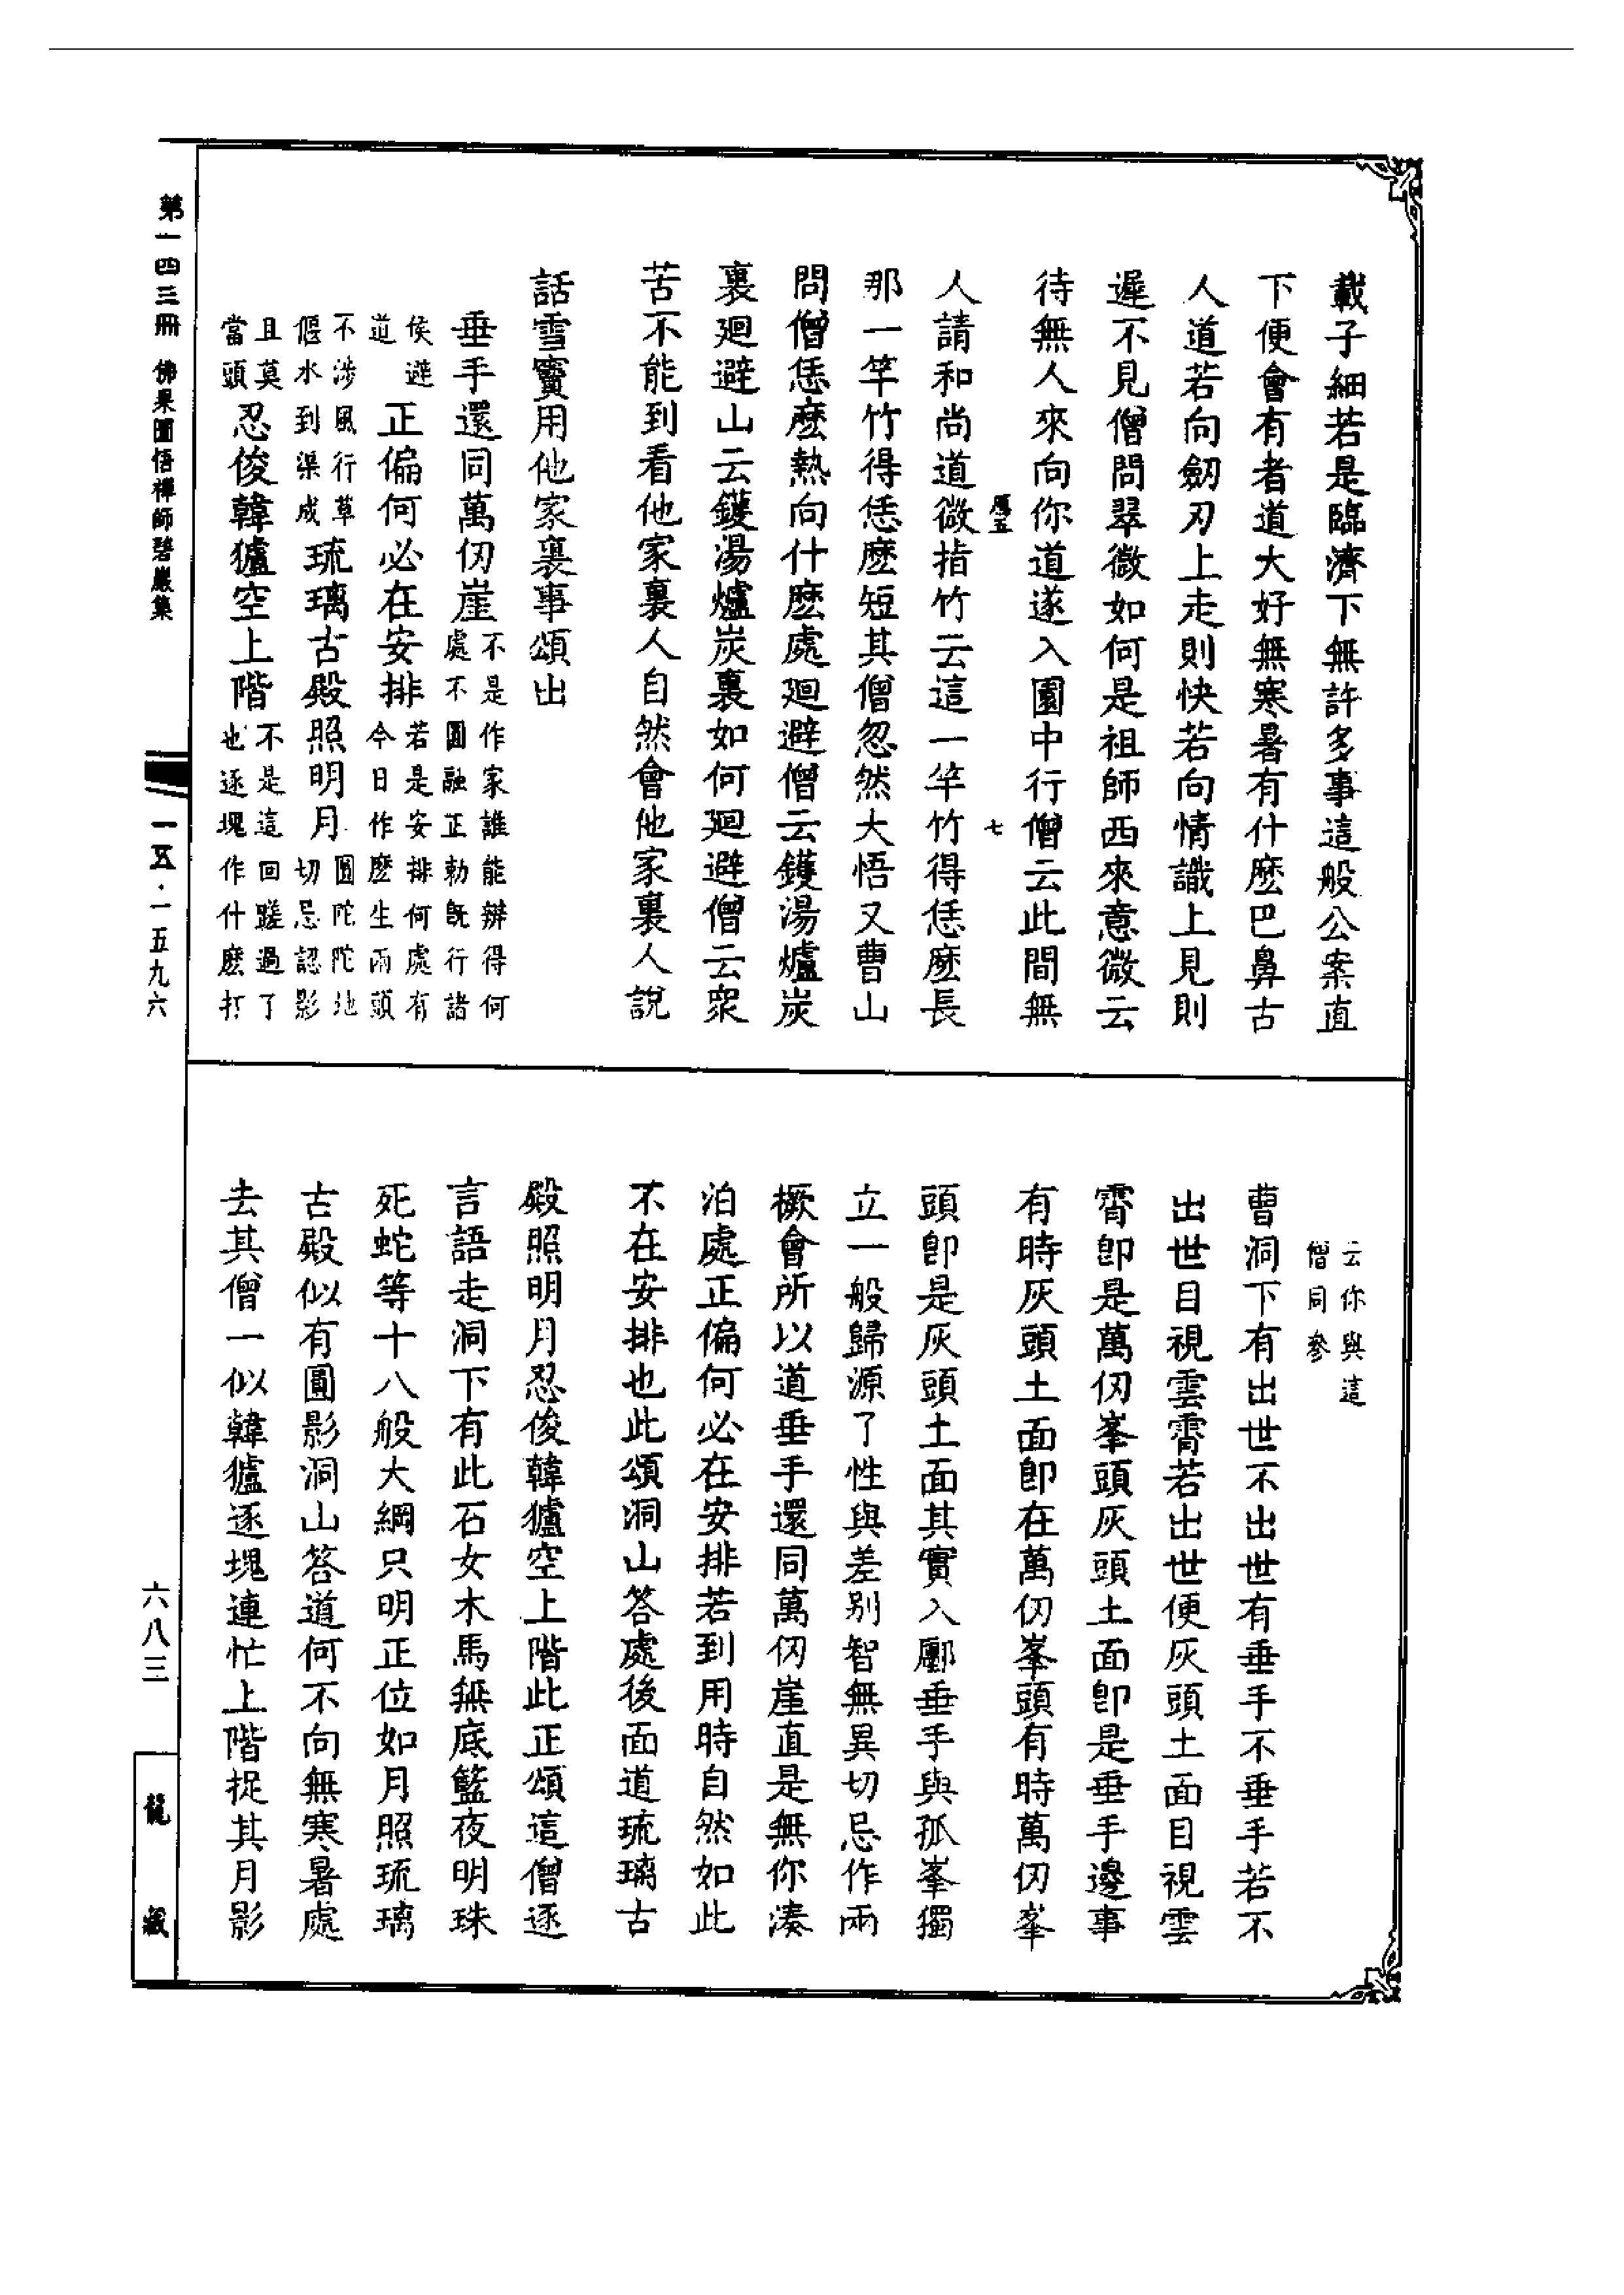 載子細若是臨濟下無許多事這般公案直
下便會有者道大好無寒暑有什麽巴鼻古
人道若向劒刃上走則快若向情識上見則
遲不見僧問翠微如何是祖師西來意微云
待無人來向你道遂入園中行僧云此間無
七
人請和尚道微指竹云這一竿竹得恁麽長
那一竿竹得恁麽短其僧忽然大悟又曹山
問僧恁麽熱向什麽處廻避僧云鑊湯爐炭
裏廻避山云鑊湯爐炭裏如何廻避僧云衆
苦不能到看他家裏人自然會他家裏人說
話雪竇用他家裏事頌出
垂手還同萬仞崖不是作家誰能辨得何處不圓融正勅旣行諸
侯避道正偏何必在安排若是安排何處有今日作麽生兩頭
不涉風行草偃水到渠成琉璃古殿照明月圓陀陀地切忌認影
且莫當頭忍俊韓獹空上階不是這回蹉過了也逐塊作什麽打
云你與這僧同參
曹洞下有出世不出世有垂手不垂手若不
出世目視雲霄若出世便灰頭土面目視雲
霄卽是萬仞峯頭灰頭土面卽是垂手邊事
有時灰頭土面卽在萬仞峯頭有時萬仞峯
頭卽是灰頭土面其實入鄽垂手與孤峯獨
立一般歸源了性與差別智無異切忌作兩
橛會所以道垂手還同萬仞崖直是無你湊
泊處正偏何必在安排若到用時自然如此
不在安排也此頌洞山答處後面道琉璃古
殿照明月忍俊韓獹空上階此正頌這僧逐
言語走洞下有此石女木馬無底籃夜明珠
死蛇等十八般大綱只明正位如月照琉璃
古殿似有圓影洞山答道何不向無寒暑處
去其僧一似韓獹逐塊連忙上階捉其月影
第一四三冊 佛果圜悟禪師碧巖集
一五·一五九六
六八三
龍藏